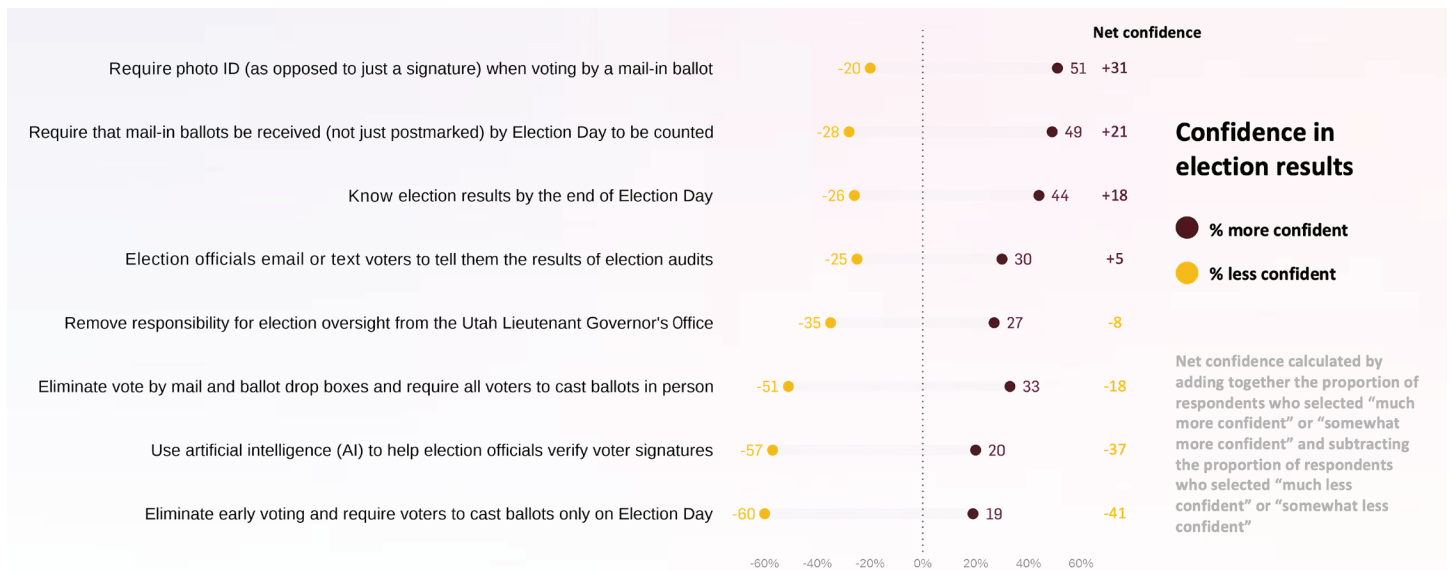 Net confidence
Require photo ID (as opposed to just a signature) when voting by a mail-in ballot -20 51 +31
Require that mail-in ballots be received (not just postmarked) by Election Day to be counted -28 49 +21
Know election results by the end of Election Day -26 44 +18
Election officials email or text voters to tell them the results of election audits -25 30 +5
Remove responsibility for election oversight from the Utah Lieutenant Governor's Office -35 27 -8
Eliminate vote by mail and ballot drop boxes and require all voters to cast ballots in person -51 33 -18
Use artificial intelligence (AI) to help election officials verify voter signatures -57 20 -37
Eliminate early voting and require voters to cast ballots only on Election Day -60 19 -41
-60% -40% -20% 0% 20% 40% 60%
Confidence in
election results
% more confident
% less confident
Net confidence calculated by
adding together the proportion of
respondents who selected “much
more confident” or “somewhat
more confident” and subtracting
the proportion of respondents
who selected “much less
confident” or “somewhat less
confident”